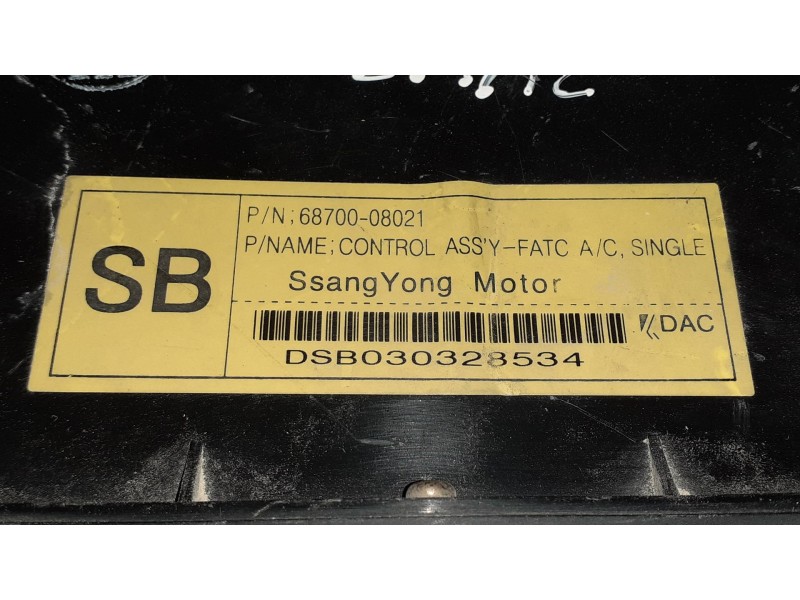 P/N;68700-08021
P/NAME;CONTROL ASS'Y-FATC A/C, SINGLE
SB
SsangYong Motor
DAC
DSB030328534